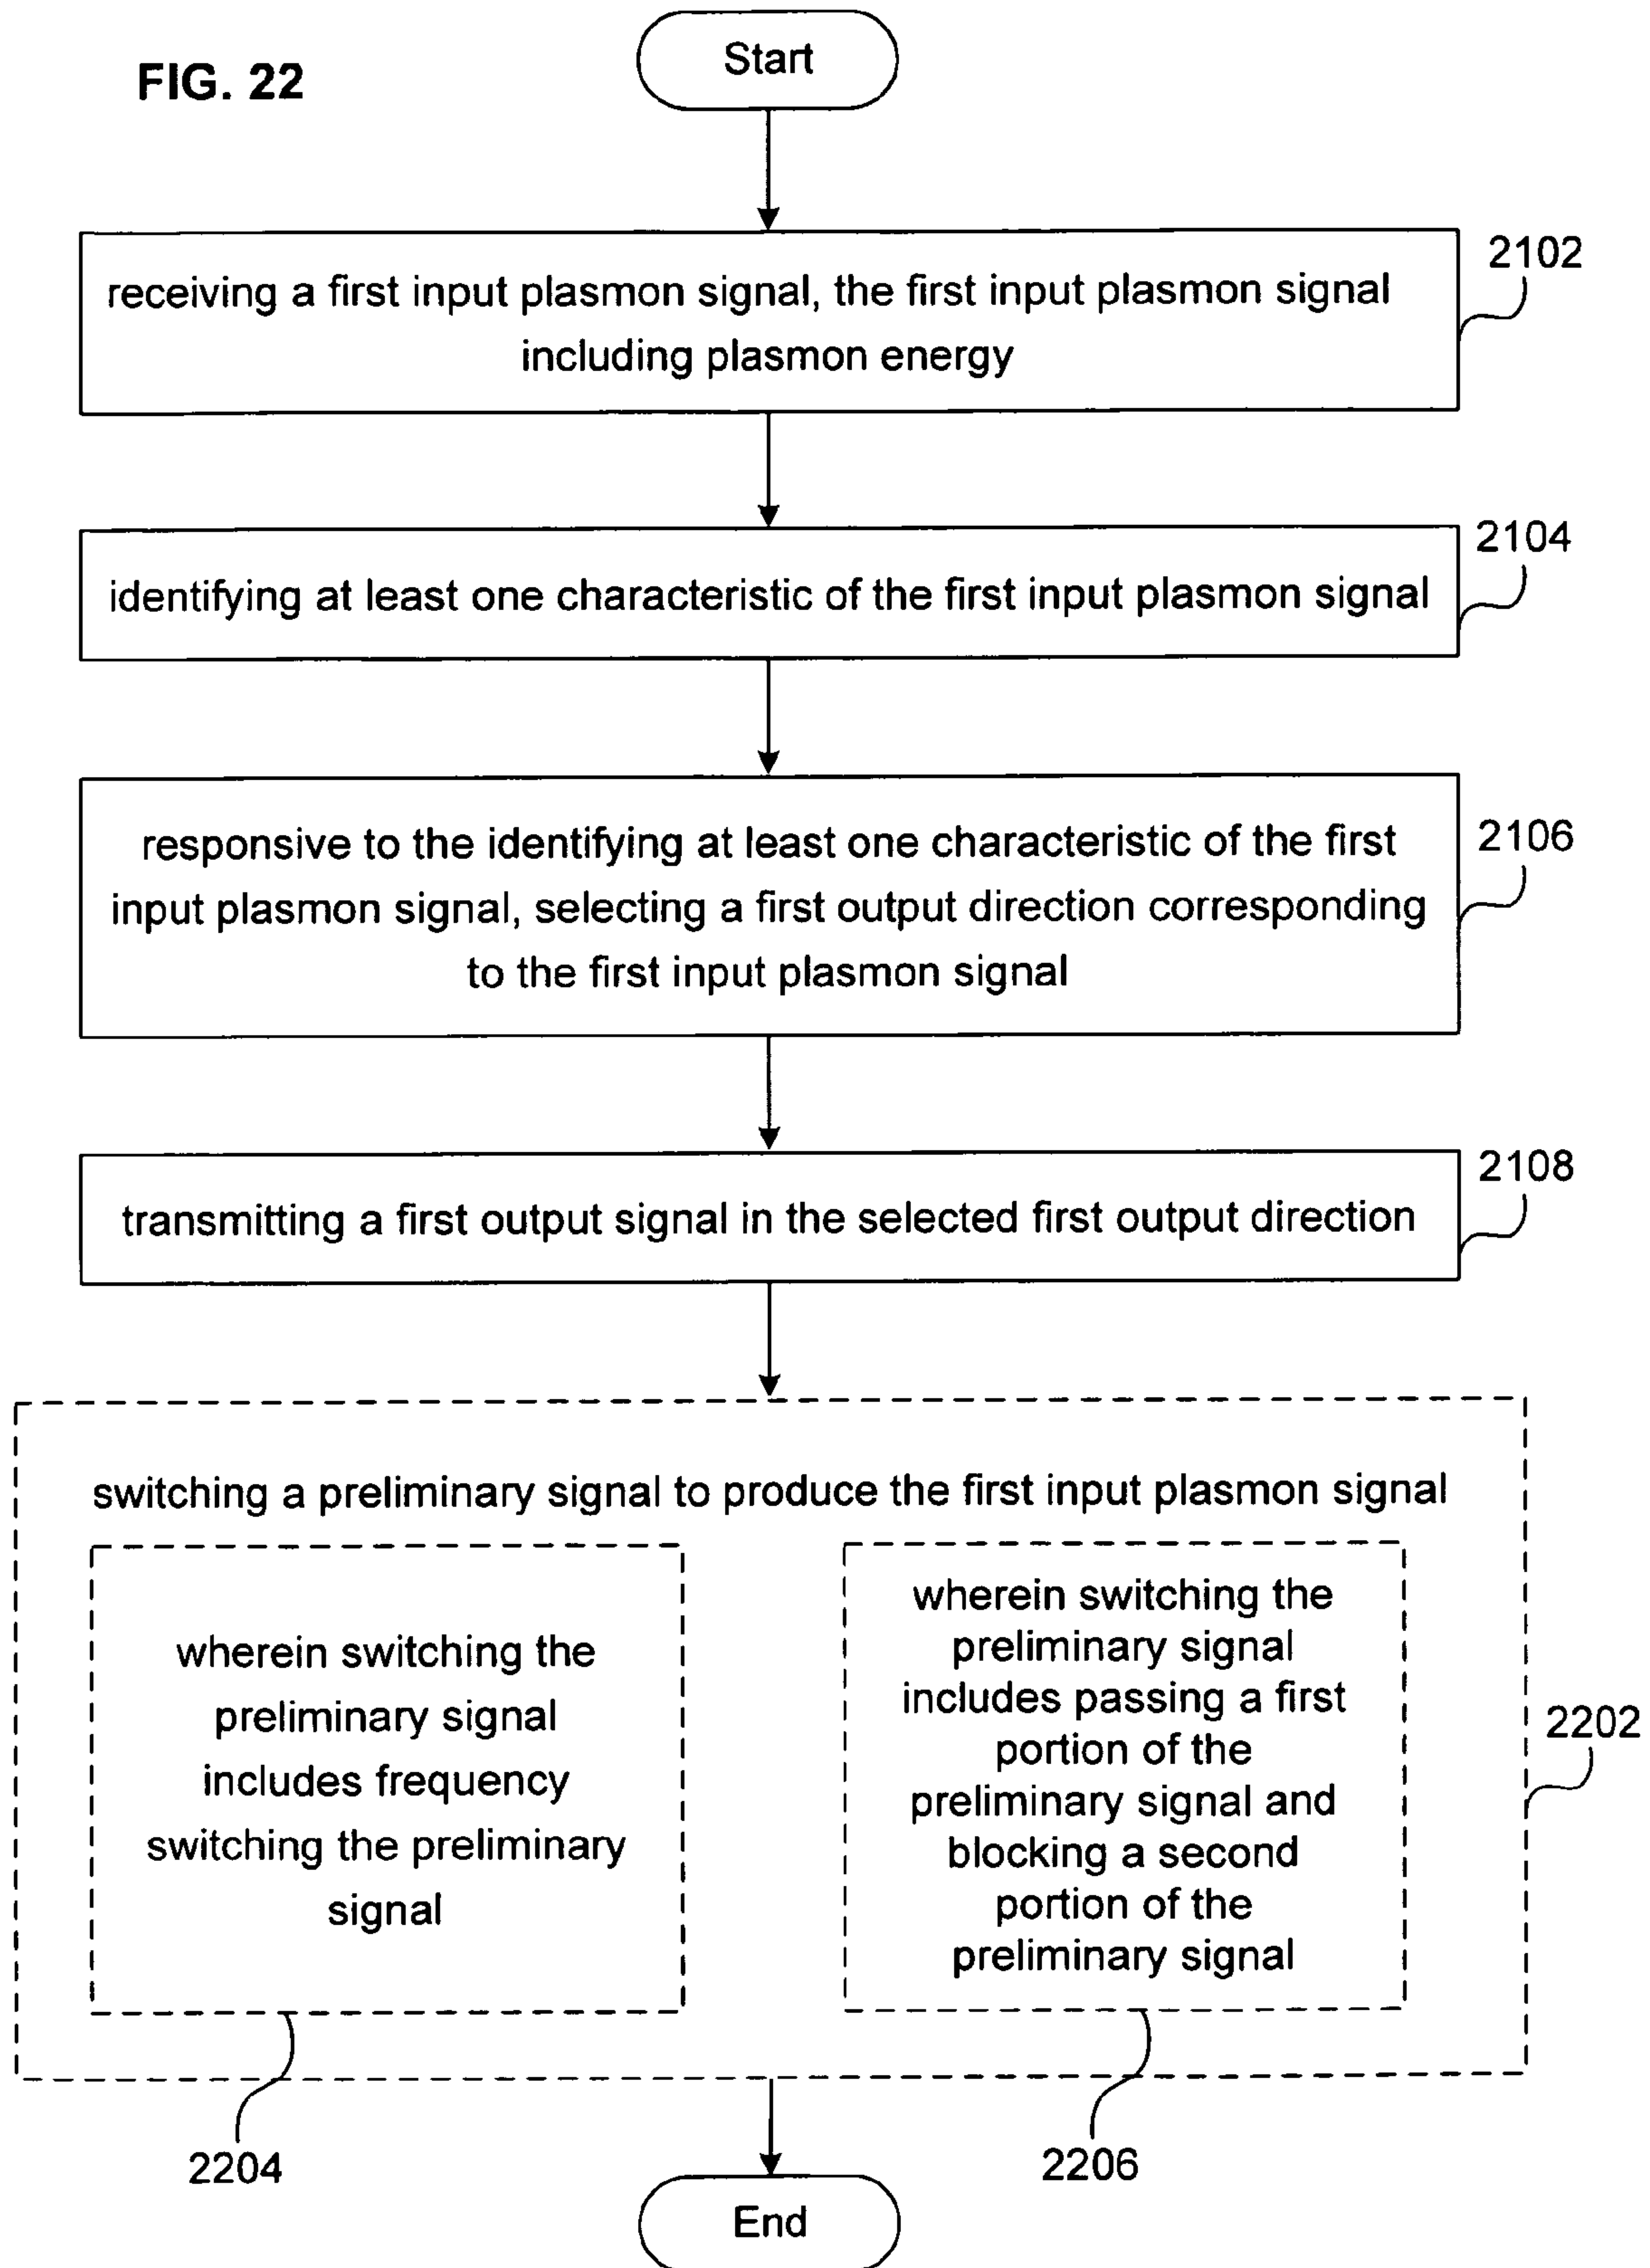 FIG. 22
Start
receiving a first input plasmon signal, the first input plasmon signal
including plasmon energy
2102
identifying at least one characteristic of the first input plasmon signal
2104
responsive to the identifying at least one characteristic of the first
input plasmon signal, selecting a first output direction corresponding
to the first input plasmon signal
2106
transmitting a first output signal in the selected first output direction
2108
switching a preliminary signal to produce the first input plasmon signal
wherein switching the
preliminary signal
includes frequency
switching the preliminary
signal
wherein switching the
preliminary signal
includes passing a first
portion of the
preliminary signal and
blocking a second
portion of the
preliminary signal
2202
2204
2206
End